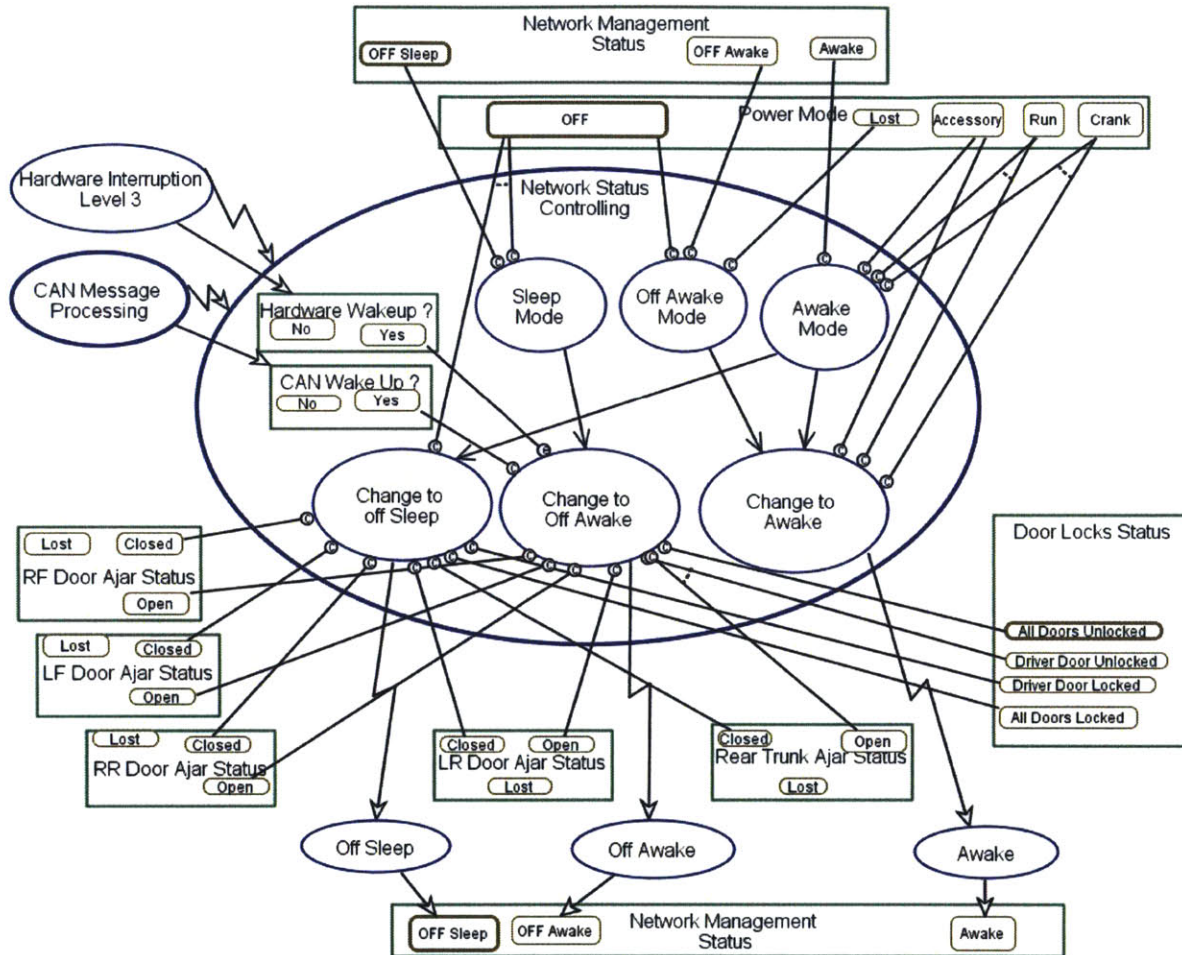 Network Management
Status
OFF Sleep
OFF Awake
Awake
OFF
Power Mode
Lost
Accessory
Run
Crank
Hardware Interruption
Level 3
Network Status
Controlling
CAN Message
Processing
Hardware Wakeup ?
No
Yes
CAN Wake Up ?
No
Yes
Sleep
Mode
Off Awake
Mode
Awake
Mode
Change to
off Sleep
Change to
Off Awake
Change to
Awake
Lost
Closed
RF Door Ajar Status
Open
Lost
Closed
LF Door Ajar Status
Open
Lost
Closed
RR Door Ajar Status
Open
Closed
Open
LR Door Ajar Status
Lost
Closed
Open
Rear Trunk Ajar Status
Lost
Door Locks Status
All Doors Unlocked
Driver Door Unlocked
Driver Door Locked
All Doors Locked
Off Sleep
Off Awake
Awake
OFF Sleep
OFF Awake
Network Management
Status
Awake